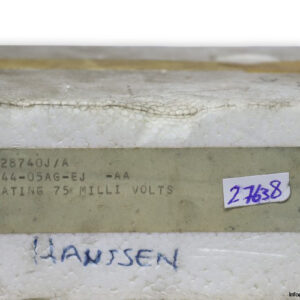 28740J/A
44-05AG-EJ -AA
ATING 75 MILLI VOLTS
27638
HANSSEN